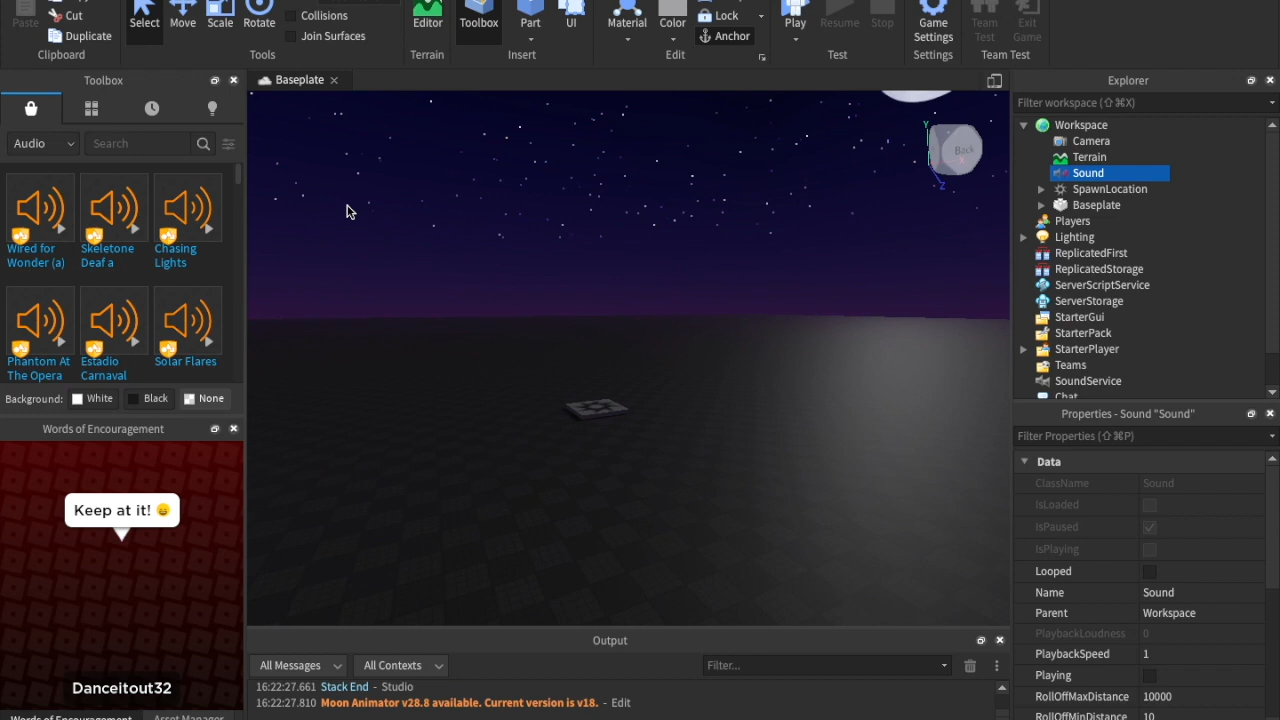 Paste
Cut
Duplicate
Clipboard
Select
Move
Scale
Rotate
Collisions
Join Surfaces
Tools
Editor
Terrain
Toolbox
Part
UI
Insert
Material
Color
Lock
Anchor
Edit
Play
Resume
Stop
Test
Game
Settings
Settings
Team
Test
Exit
Game
Team Test
Toolbox
Audio
Search
Wired for
Wonder (a)
Skeletone
Deaf a
Chasing
Lights
Phantom At
The Opera
Estadio
Carnaval
Solar Flares
Background:
White
Black
None
Words of Encouragement
Keep at it!
Danceitout32
Words of Encouragement
Asset Manager
Baseplate
Y
Back
X
Z
Output
All Messages
All Contexts
Filter...
16:22:27.661 Stack End - Studio
16:22:27.810 Moon Animator v28.8 available. Current version is v18. - Edit
Explorer
Filter workspace (⇧⌘X)
Workspace
Camera
Terrain
Sound
SpawnLocation
Baseplate
Players
Lighting
ReplicatedFirst
ReplicatedStorage
ServerScriptService
ServerStorage
StarterGui
StarterPack
StarterPlayer
Teams
SoundService
Chat
Properties - Sound "Sound"
Filter Properties (⇧⌘P)
Data
ClassName Sound
IsLoaded
IsPaused
IsPlaying
Looped
Name Sound
Parent Workspace
PlaybackLoudness 0
PlaybackSpeed 1
Playing
RollOffMaxDistance 10000
RollOffMinDistance 10